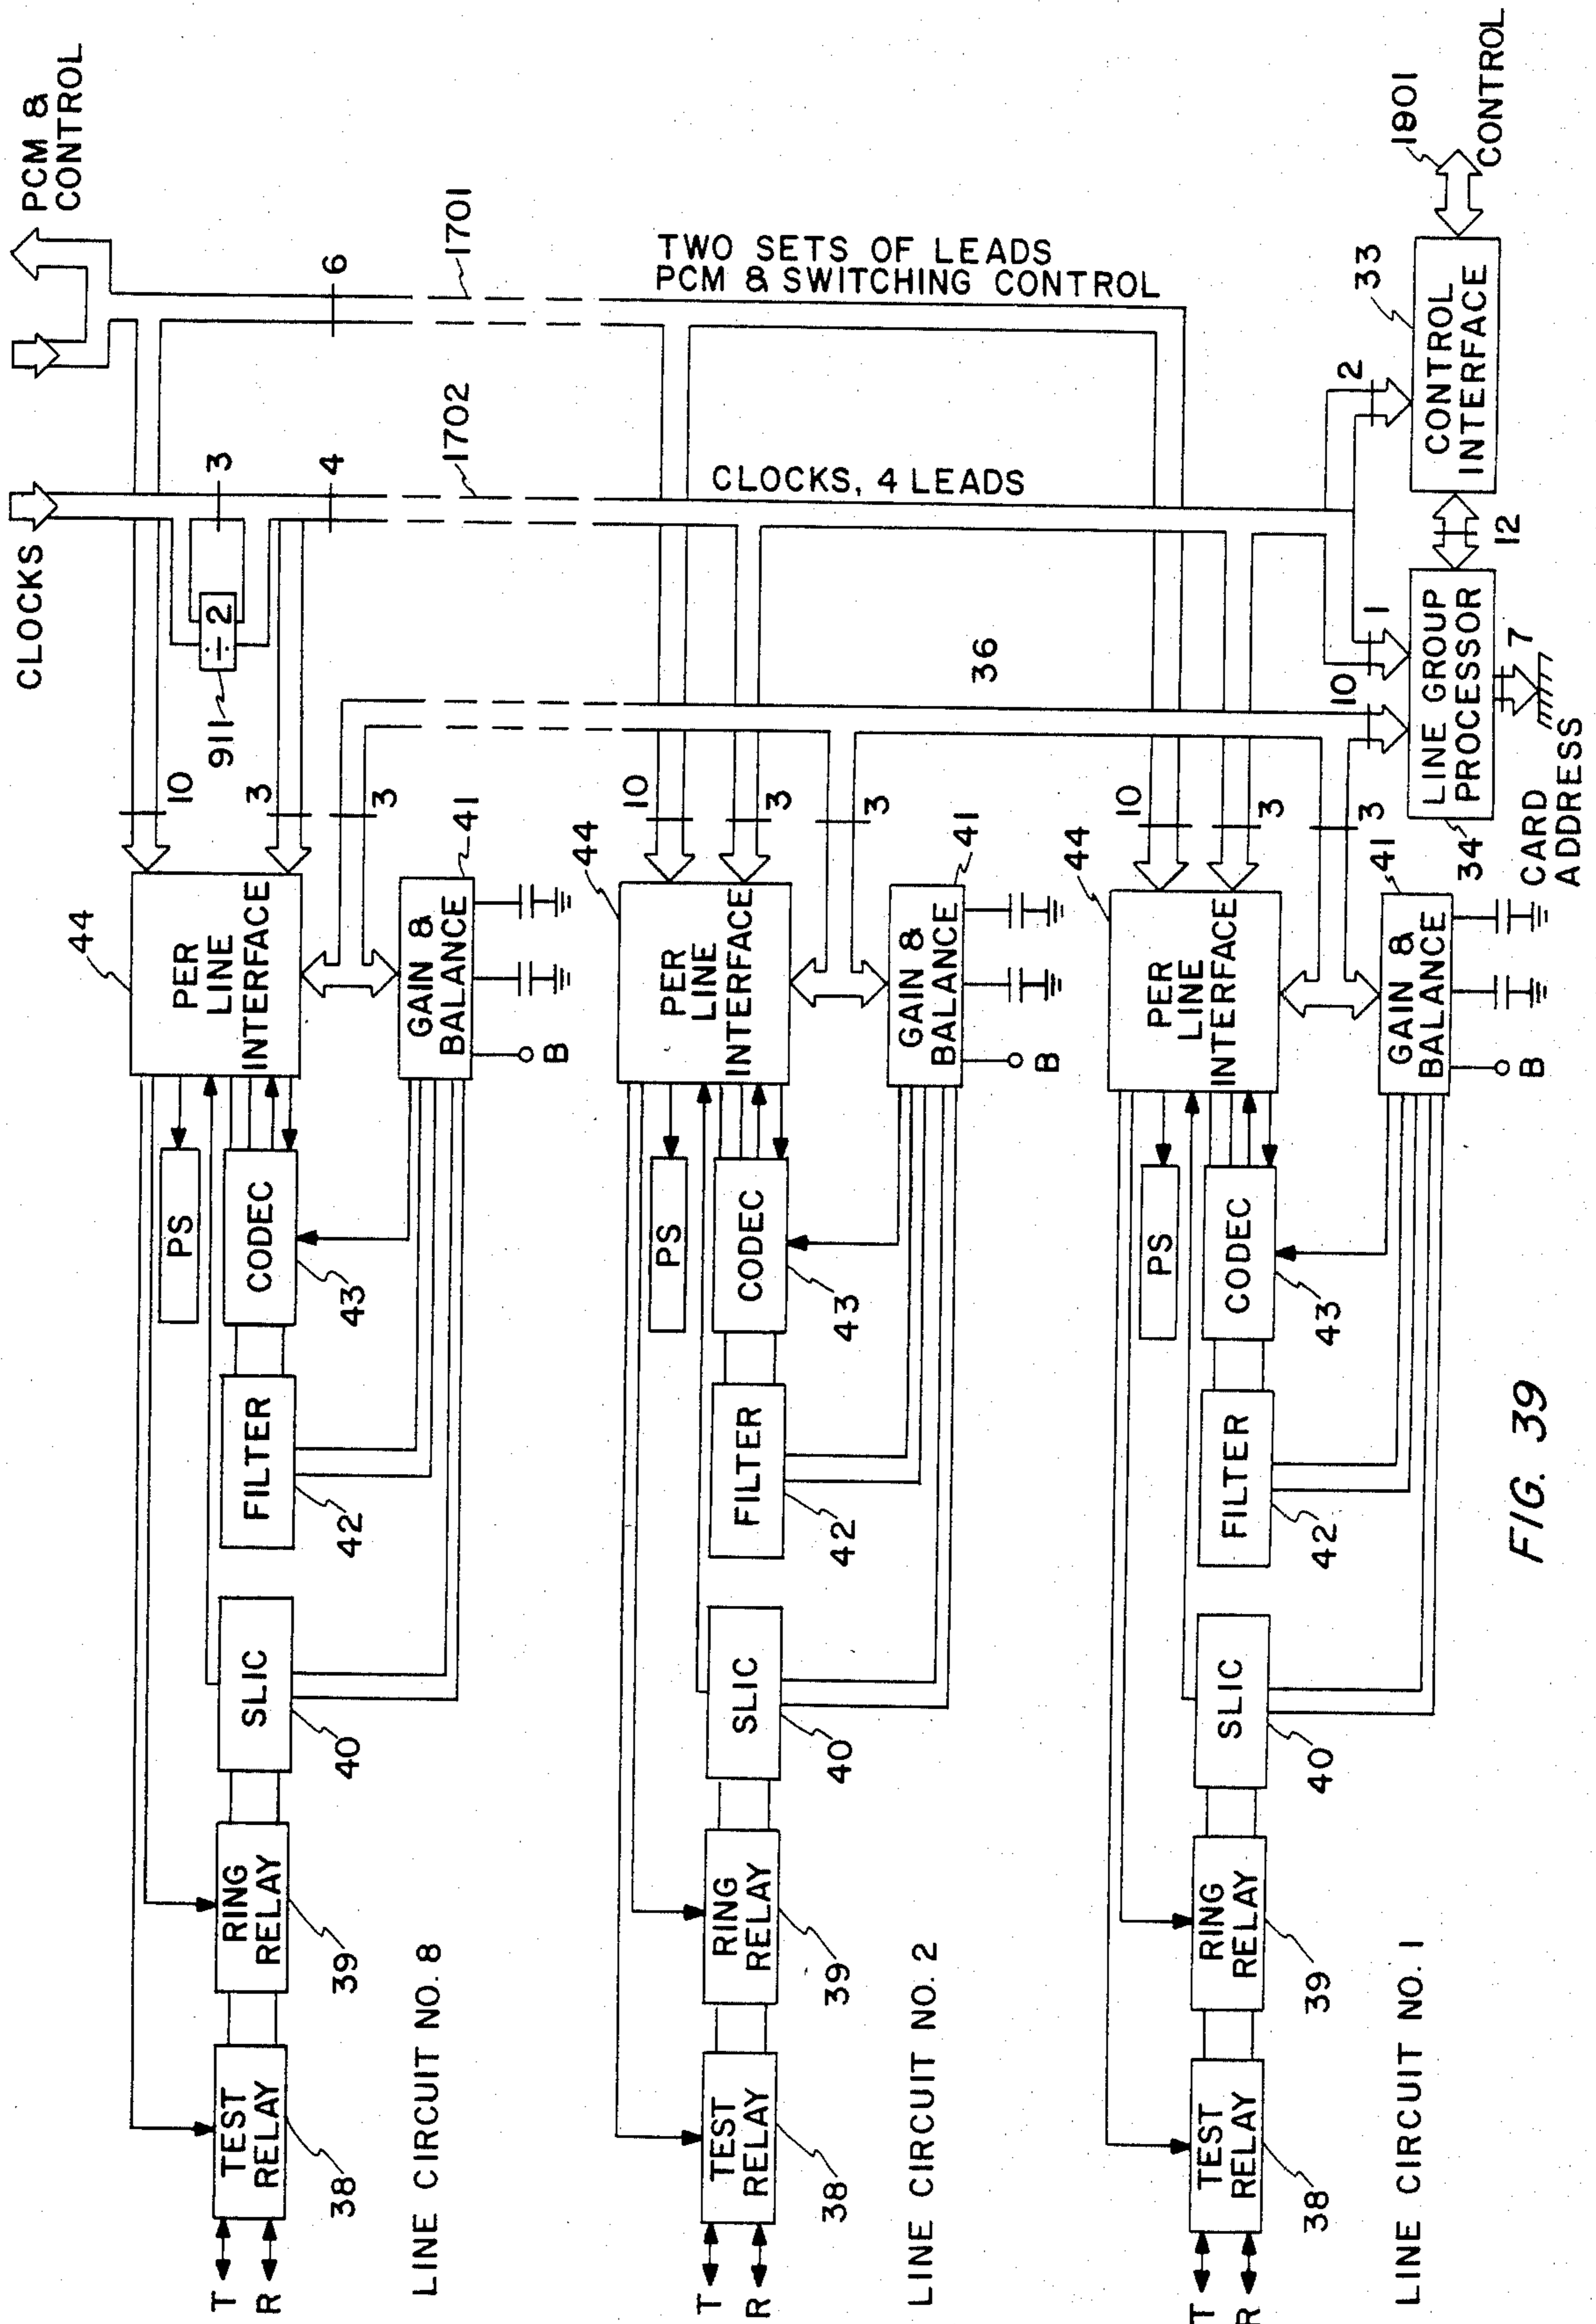 PCM &
CONTROL
CLOCKS
6
1701
3
4
1702
÷2
911
TWO SETS OF LEADS
PCM & SWITCHING CONTROL
CLOCKS, 4 LEADS
36
10
3
3
44
PER
LINE
INTERFACE
GAIN &
BALANCE
41
B
PS
CODEC
43
FILTER
42
SLIC
40
RING
RELAY
39
TEST
RELAY
38
T
R
LINE CIRCUIT NO. 8
10
3
3
44
PER
LINE
INTERFACE
GAIN &
BALANCE
41
B
PS
CODEC
43
FILTER
42
SLIC
40
RING
RELAY
39
TEST
RELAY
38
T
R
LINE CIRCUIT NO. 2
10
3
3
44
PER
LINE
INTERFACE
GAIN &
BALANCE
41
B
PS
CODEC
43
FILTER
42
SLIC
40
RING
RELAY
39
TEST
RELAY
38
T
R
LINE CIRCUIT NO. 1
2
33
CONTROL
INTERFACE
1901
CONTROL
12
1
10
LINE GROUP
PROCESSOR
34
7
CARD
ADDRESS
FIG. 39